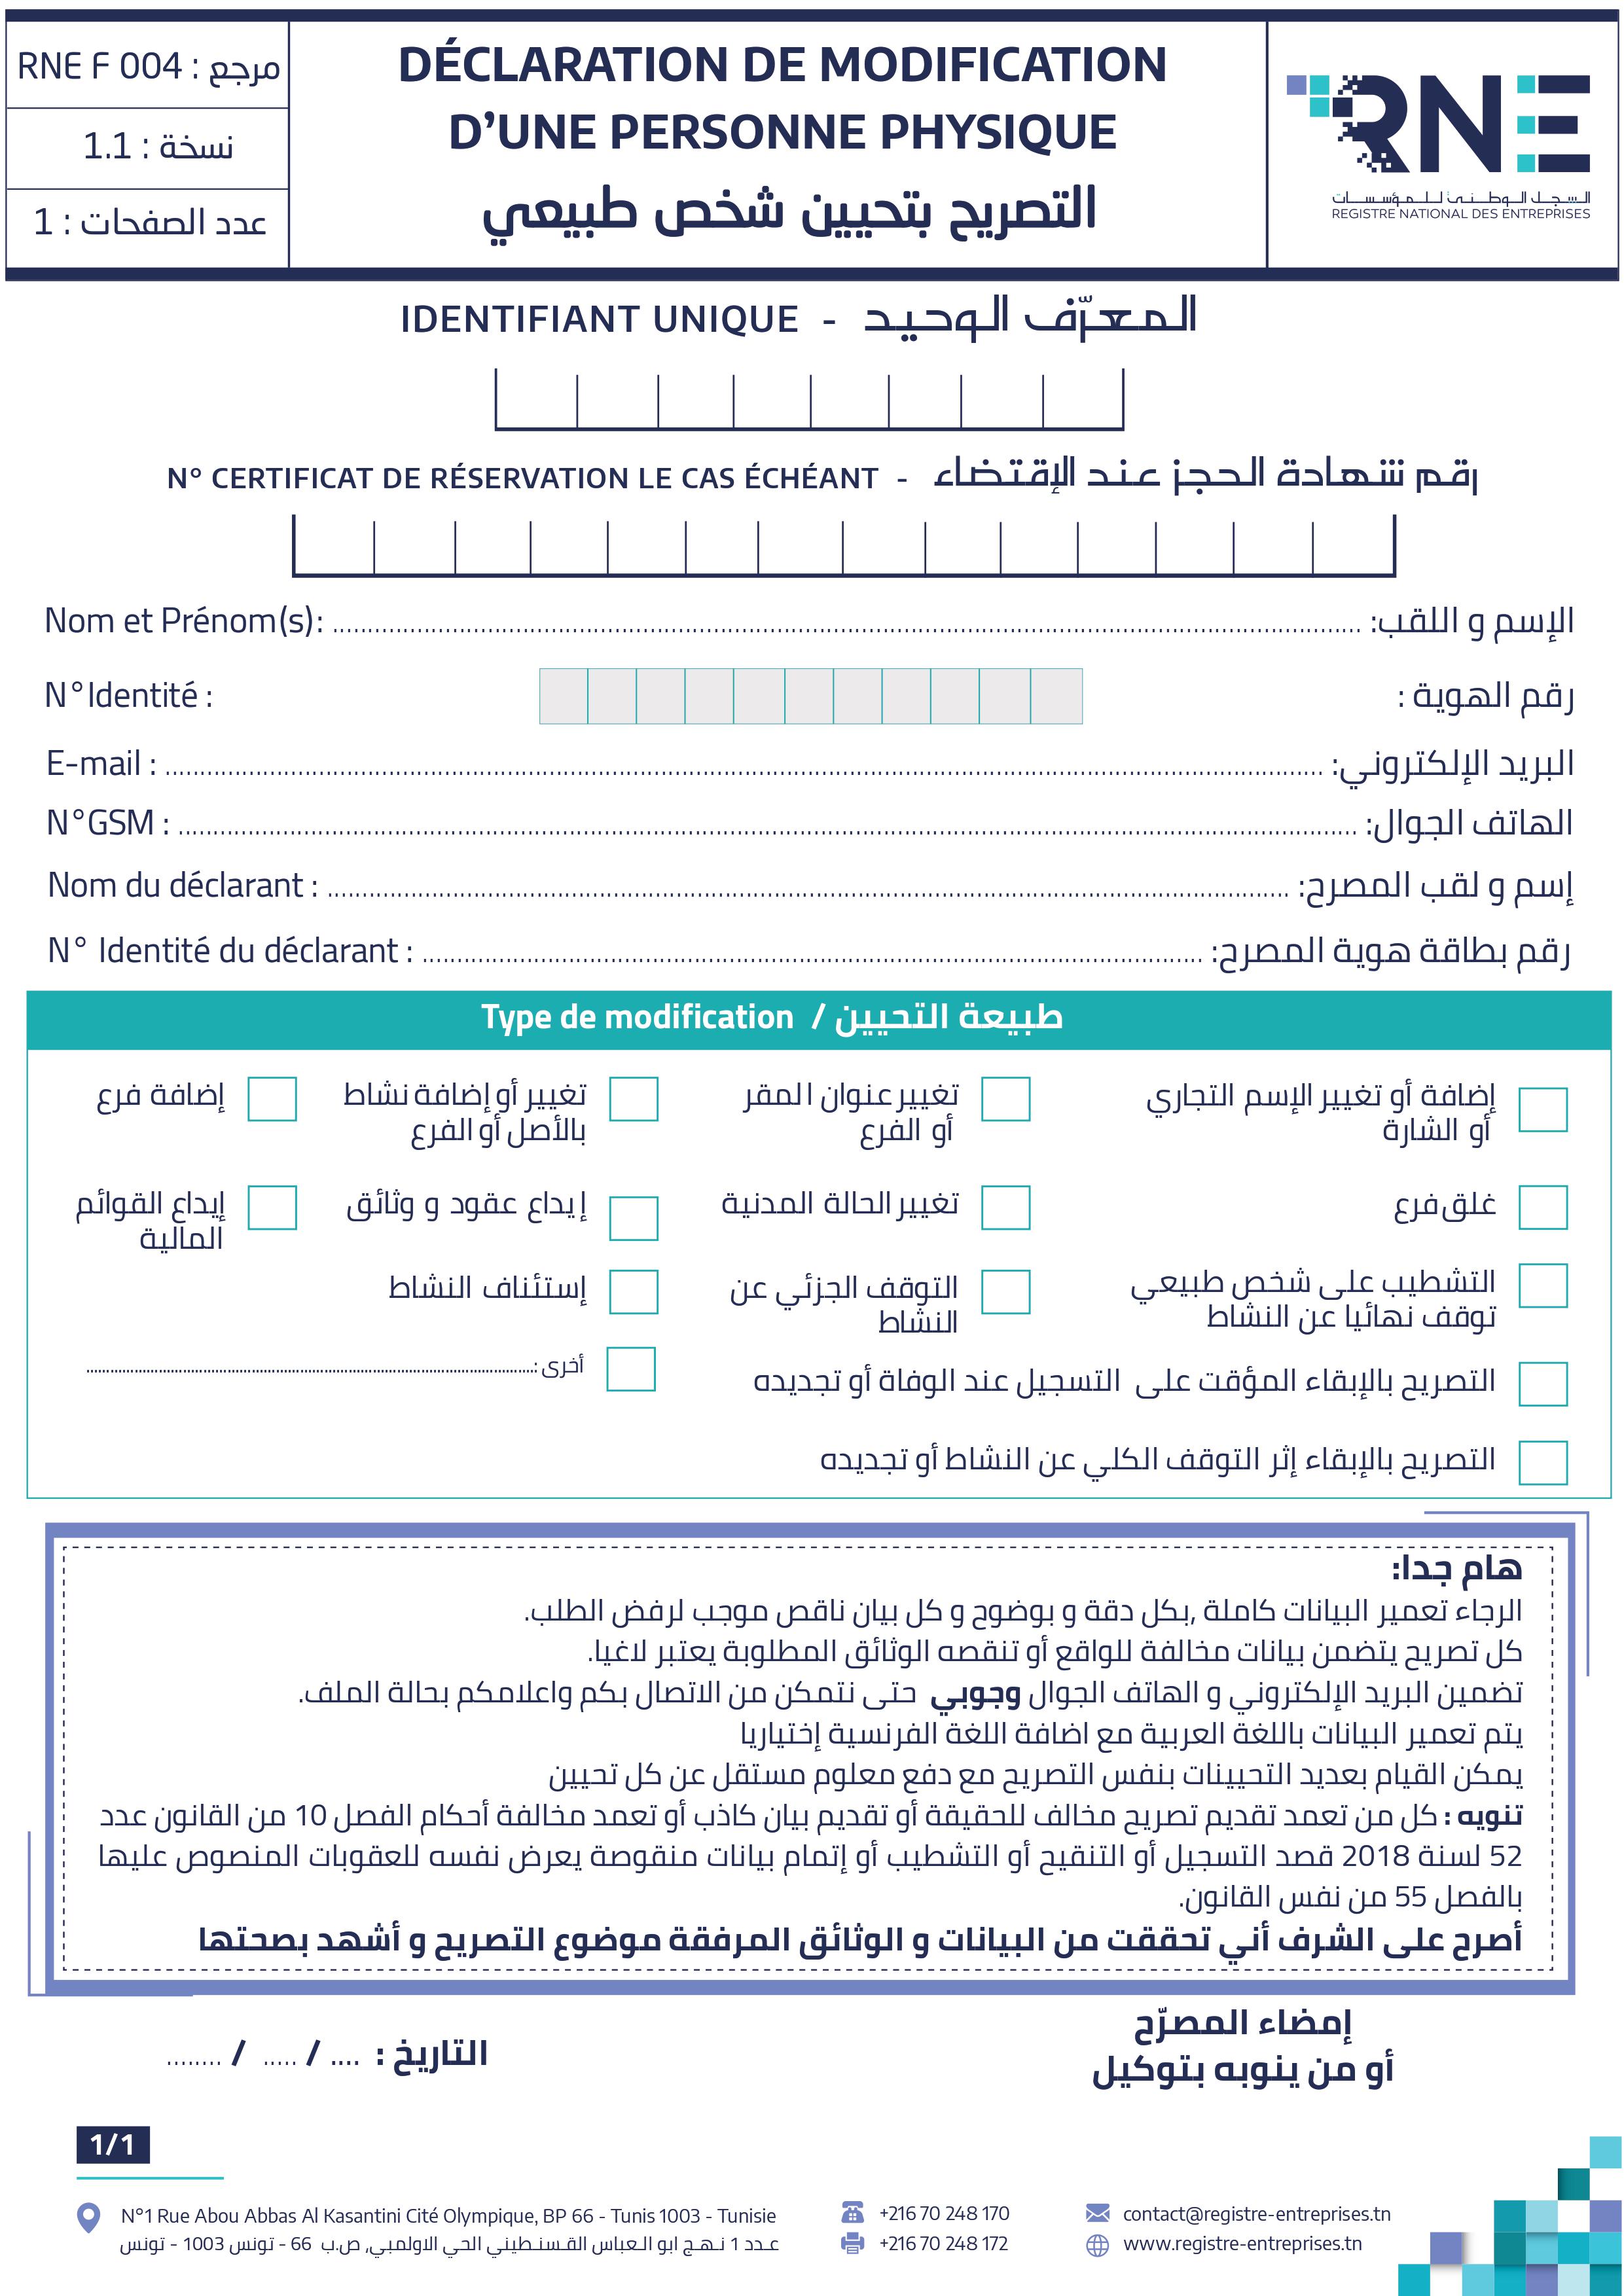 مرجع : RNE F 004
نسخة : 1.1
عدد الصفحات : 1
DÉCLARATION DE MODIFICATION
D’UNE PERSONNE PHYSIQUE
التصريح بتحيين شخص طبيعي
RNE
السجل الوطني للمؤسسات
REGISTRE NATIONAL DES ENTREPRISES
IDENTIFIANT UNIQUE - المعرّف الوحيد
N° CERTIFICAT DE RÉSERVATION LE CAS ÉCHÉANT - رقم شهادة الحجز عند الإقتضاء
Nom et Prénom(s): الإسم و اللقب:
N°Identité : رقم الهوية :
E-mail : البريد الإلكتروني:
N°GSM : الهاتف الجوال:
Nom du déclarant : إسم و لقب المصرح:
N° Identité du déclarant : رقم بطاقة هوية المصرح:
Type de modification / طبيعة التحيين
إضافة أو تغيير الإسم التجاري
أو الشارة
تغيير عنوان المقر
أو الفرع
تغيير أو إضافة نشاط
بالأصل أو الفرع
إضافة فرع
غلق فرع
تغيير الحالة المدنية
إيداع عقود و وثائق
إيداع القوائم
المالية
التشطيب على شخص طبيعي
توقف نهائيا عن النشاط
التوقف الجزئي عن
النشاط
إستئناف النشاط
التصريح بالإبقاء المؤقت على التسجيل عند الوفاة أو تجديده
أخرى:
التصريح بالإبقاء إثر التوقف الكلي عن النشاط أو تجديده
هام جدا:
الرجاء تعمير البيانات كاملة ,بكل دقة و بوضوح و كل بيان ناقص موجب لرفض الطلب.
كل تصريح يتضمن بيانات مخالفة للواقع أو تنقصه الوثائق المطلوبة يعتبر لاغيا.
تضمين البريد الإلكتروني و الهاتف الجوال وجوبي حتى نتمكن من الاتصال بكم واعلامكم بحالة الملف.
يتم تعمير البيانات باللغة العربية مع اضافة اللغة الفرنسية إختياريا
يمكن القيام بعديد التحيينات بنفس التصريح مع دفع معلوم مستقل عن كل تحيين
تنويه : كل من تعمد تقديم تصريح مخالف للحقيقة أو تقديم بيان كاذب أو تعمد مخالفة أحكام الفصل 10 من القانون عدد
52 لسنة 2018 قصد التسجيل أو التنقيح أو التشطيب أو إتمام بيانات منقوصة يعرض نفسه للعقوبات المنصوص عليها
بالفصل 55 من نفس القانون.
أصرح على الشرف أني تحققت من البيانات و الوثائق المرفقة موضوع التصريح و أشهد بصحتها
إمضاء المصرّح
أو من ينوبه بتوكيل
التاريخ : .... / ..... / ........
1/1
N°1 Rue Abou Abbas Al Kasantini Cité Olympique, BP 66 - Tunis 1003 - Tunisie
عدد 1 نهج ابو العباس القسنطيني الحي الاولمبي, ص.ب 66 - تونس 1003 - تونس
+216 70 248 170
+216 70 248 172
contact@registre-entreprises.tn
www.registre-entreprises.tn